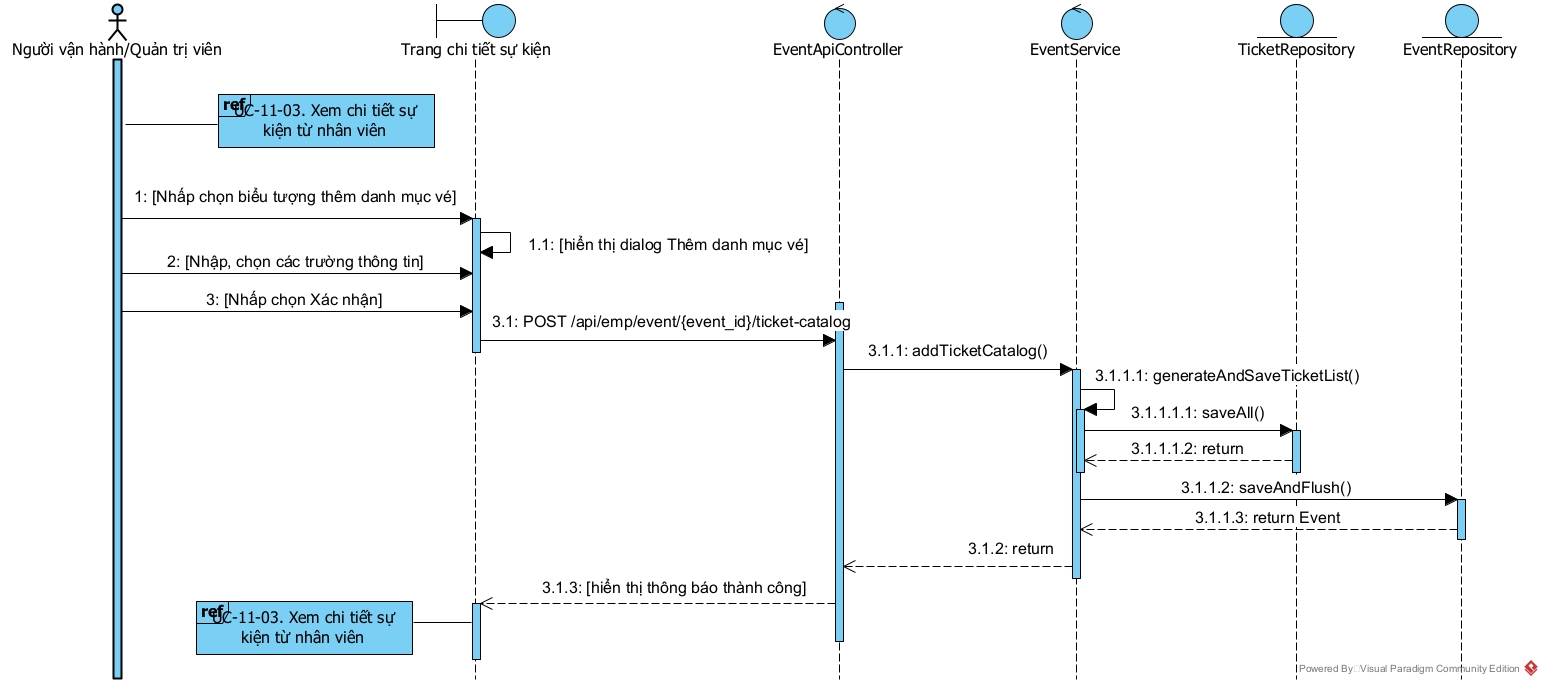 Người vận hành/Quản trị viên
Trang chi tiết sự kiện
EventApiController
EventService
TicketRepository
EventRepository
ref
UC-11-03. Xem chi tiết sự
kiện từ nhân viên
1: [Nhấp chọn biểu tượng thêm danh mục vé]
1.1: [hiển thị dialog Thêm danh mục vé]
2: [Nhập, chọn các trường thông tin]
3: [Nhấp chọn Xác nhận]
3.1: POST /api/emp/event/{event_id}/ticket-catalog
3.1.1: addTicketCatalog()
3.1.1.1: generateAndSaveTicketList()
3.1.1.1.1: saveAll()
3.1.1.1.2: return
3.1.1.2: saveAndFlush()
3.1.1.3: return Event
3.1.2: return
3.1.3: [hiển thị thông báo thành công]
ref
UC-11-03. Xem chi tiết sự
kiện từ nhân viên
Powered By Visual Paradigm Community Edition